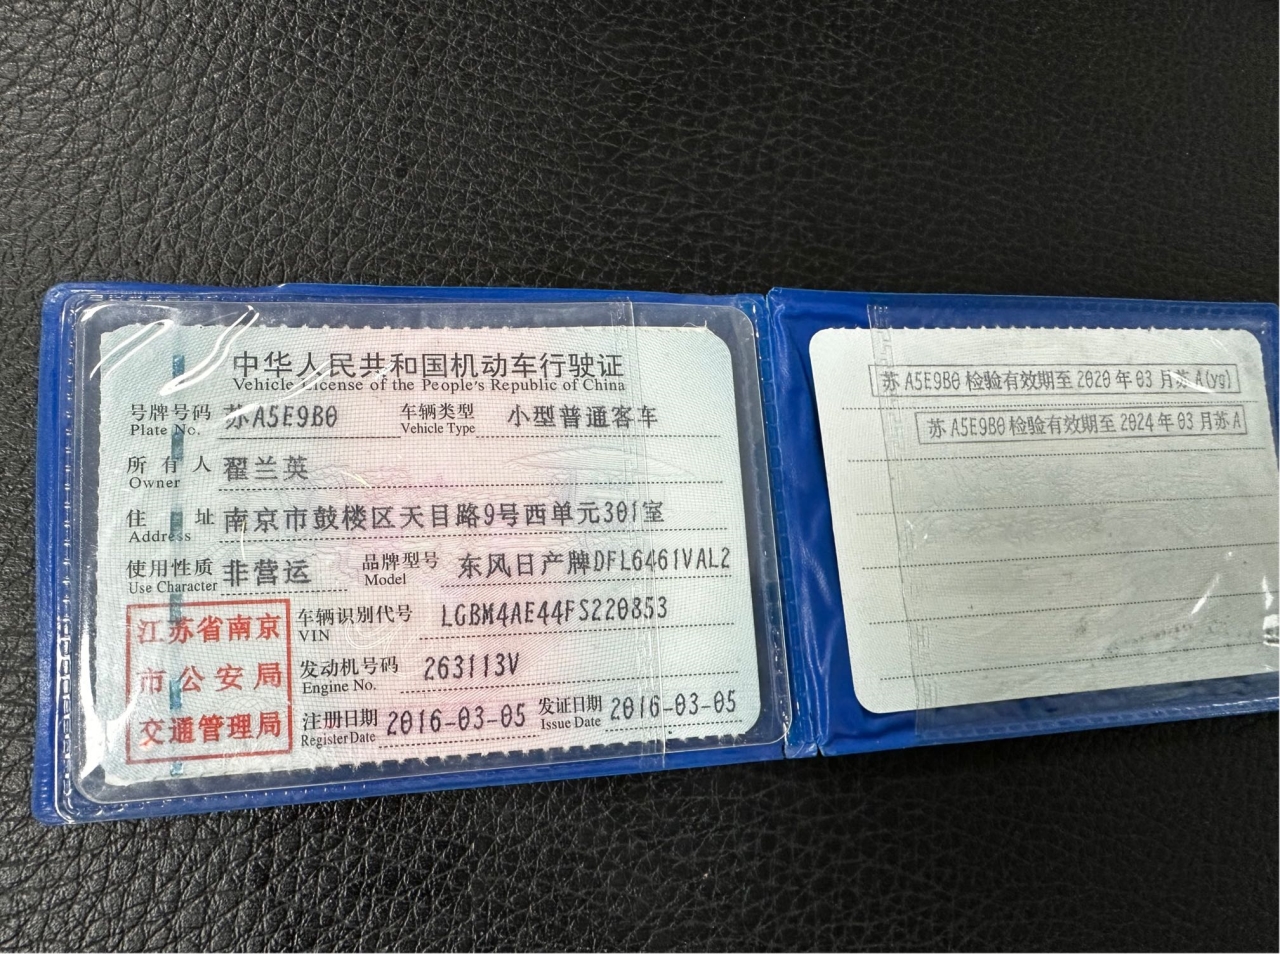 中华人民共和国机动车行驶证
Vehicle License of the People's Republic of China
号牌号码 苏A5E9B0 车辆类型 小型普通客车
Plate No. Vehicle Type
所有人 翟兰英
Owner
住址 南京市鼓楼区天目路9号西单元301室
Address
使用性质 非营运 品牌型号 东风日产牌DFL6461VAL2
Use Character Model
江苏省南京
市公安局
交通管理局
车辆识别代号 LGBM4AE44FS220853
VIN
发动机号码 263113V
Engine No.
注册日期 2016-03-05 发证日期 2016-03-05
Register Date Issue Date
苏A5E9B0检验有效期至2020年03月苏A(yg)
苏A5E9B0检验有效期至2024年03月苏A